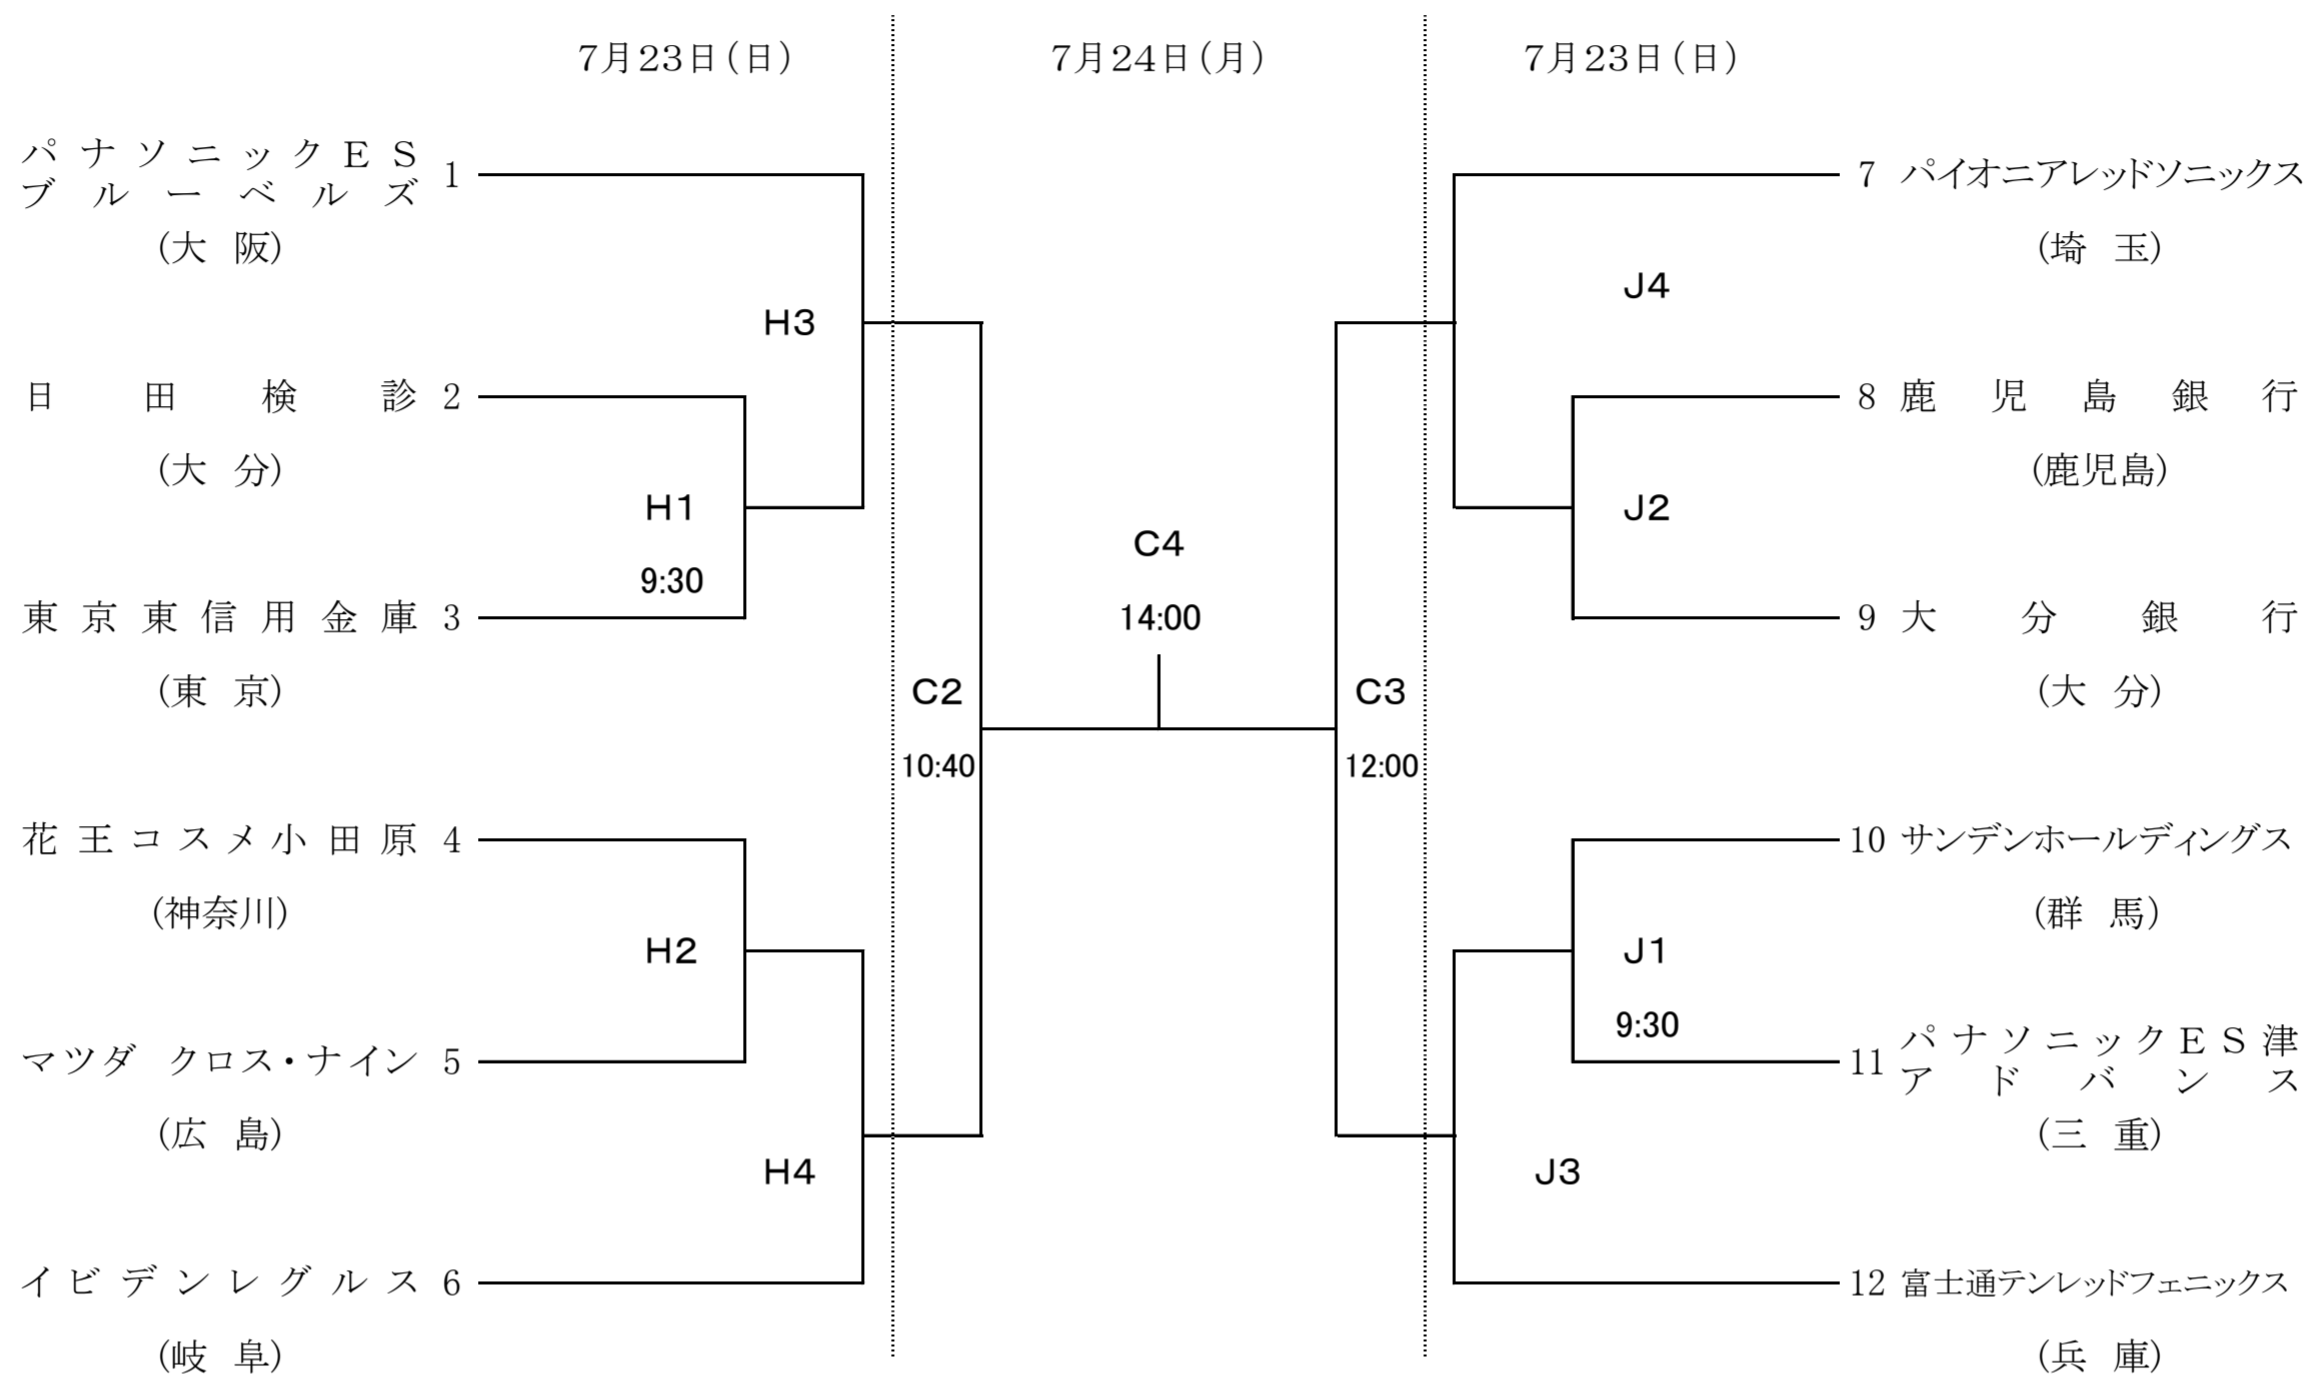 7月23日(日)
7月24日(月)
7月23日(日)
パナソニックES
ブルーベルズ
1
(大 阪)
H3
日田検診 2
(大 分)
H1
9:30
東京東信用金庫 3
(東 京)
花王コスメ小田原 4
(神奈川)
H2
マツダ クロス・ナイン 5
(広 島)
H4
イビデンレグルス 6
(岐 阜)
C2
10:40
C4
14:00
C3
12:00
7 パイオニアレッドソニックス
(埼 玉)
J4
8 鹿児島銀行
(鹿児島)
J2
9 大分銀行
(大 分)
10 サンデンホールディングス
(群 馬)
J1
9:30
11
パナソニックES津
アドバンス
(三 重)
J3
12 富士通テンレッドフェニックス
(兵 庫)